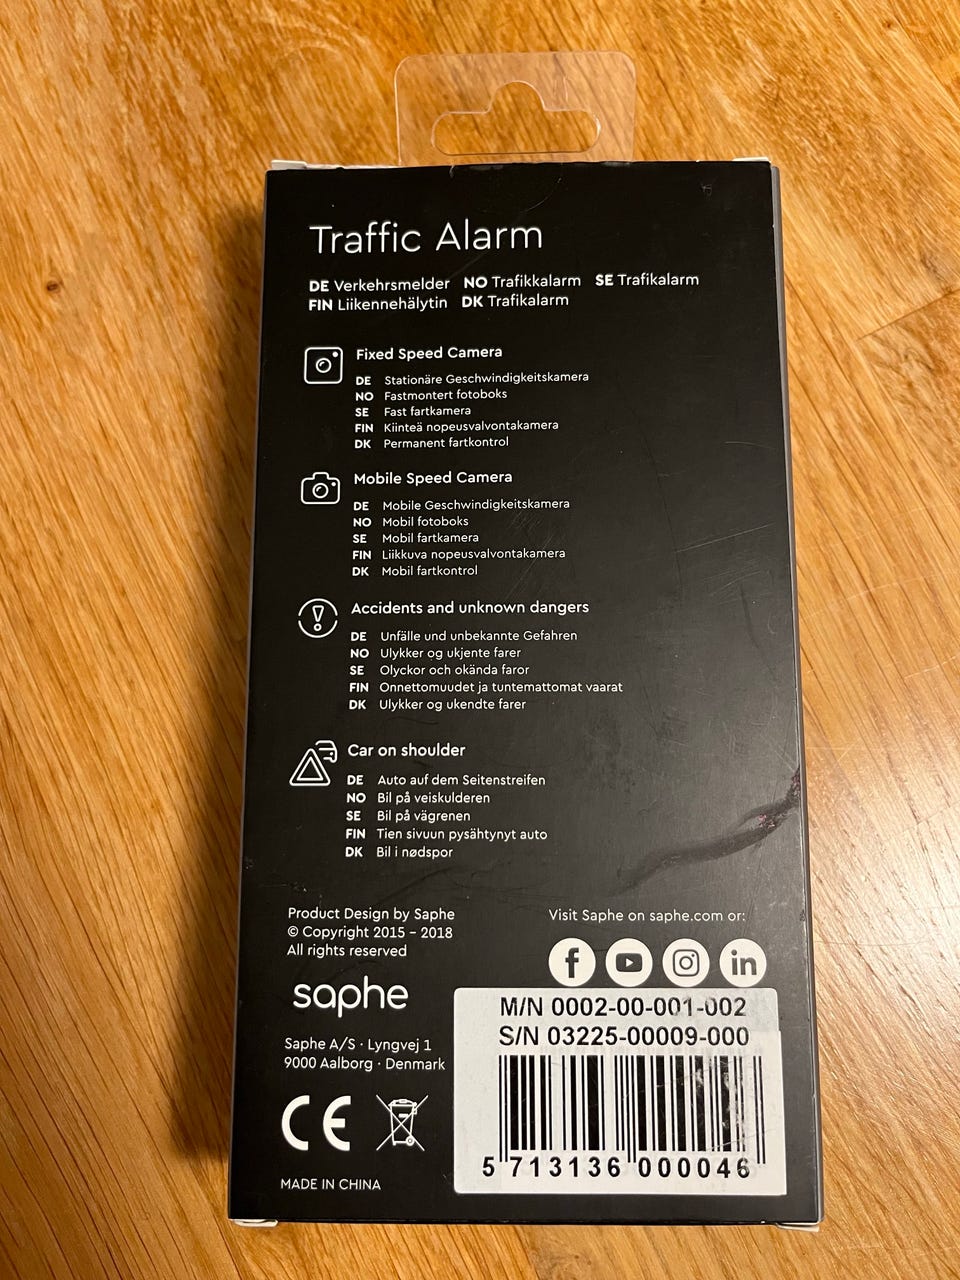 Traffic Alarm
DE Verkehrsmelder NO Trafikkalarm SE Trafikalarm
FIN Liikennehälytin DK Trafikalarm
Fixed Speed Camera
DE Stationäre Geschwindigkeitskamera
NO Fastmontert fotoboks
SE Fast fartkamera
FIN Kiinteä nopeusvalvontakamera
DK Permanent fartkontrol
Mobile Speed Camera
DE Mobile Geschwindigkeitskamera
NO Mobil fotoboks
SE Mobil fartkamera
FIN Liikkuva nopeusvalvontakamera
DK Mobil fartkontrol
Accidents and unknown dangers
DE Unfälle und unbekannte Gefahren
NO Ulykker og ukjente farer
SE Olyckor och okända faror
FIN Onnettomuudet ja tuntemattomat vaarat
DK Ulykker og ukendte farer
Car on shoulder
DE Auto auf dem Seitenstreifen
NO Bil på veiskulderen
SE Bil på vägrenen
FIN Tien sivuun pysähtynyt auto
DK Bil i nødspor
Product Design by Saphe
© Copyright 2015 – 2018
All rights reserved
saphe
Saphe A/S · Lyngvej 1
9000 Aalborg · Denmark
CE
MADE IN CHINA
Visit Saphe on saphe.com or:
f in
M/N 0002-00-001-002
S/N 03225-00009-000
5 713136 000046